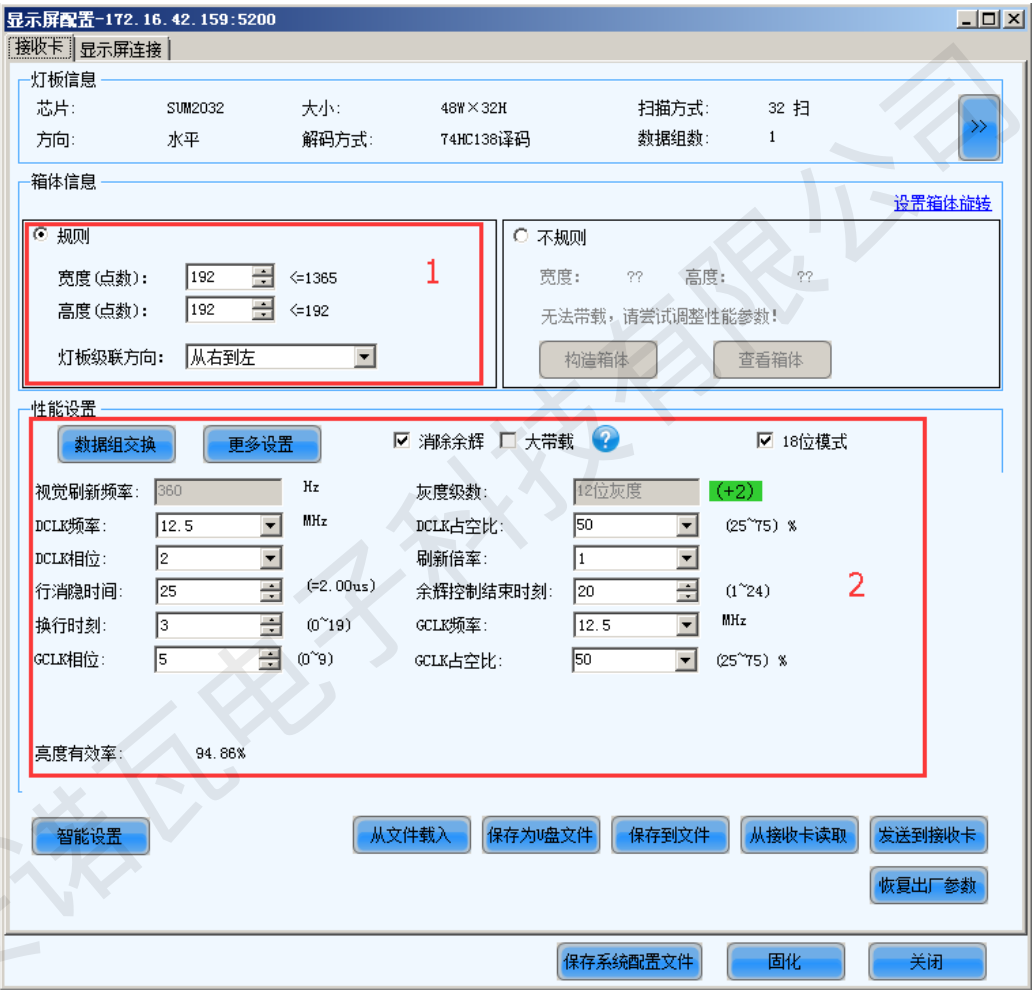 显示屏配置-172.16.42.159:5200
接收卡 显示屏连接
灯板信息
芯片: SUM2032 大小: 48W×32H 扫描方式: 32 扫
方向: 水平 解码方式: 74HC138译码 数据组数: 1
>>
箱体信息
设置箱体旋转
规则 不规则
1
宽度(点数): 192 <=1365 宽度: ?? 高度: ??
高度(点数): 192 <=192 无法带载，请尝试调整性能参数!
灯板级联方向: 从右到左 构造箱体 查看箱体
性能设置
数据组交换 更多设置 消除余辉 大带载 ? 18位模式
视觉刷新频率: 360 Hz 灰度级数: 12位灰度 (+2)
DCLK频率: 12.5 MHz DCLK占空比: 50 (25~75) %
DCLK相位: 2 刷新倍率: 1
行消隐时间: 25 (=2.00us) 余辉控制结束时刻: 20 (1~24) 2
换行时刻: 3 (0~19) GCLK频率: 12.5 MHz
GCLK相位: 5 (0~9) GCLK占空比: 50 (25~75) %
亮度有效率: 94.86%
智能设置 从文件载入 保存为U盘文件 保存到文件 从接收卡读取 发送到接收卡
恢复出厂参数
保存系统配置文件 固化 关闭
诺瓦电子科技有限公司